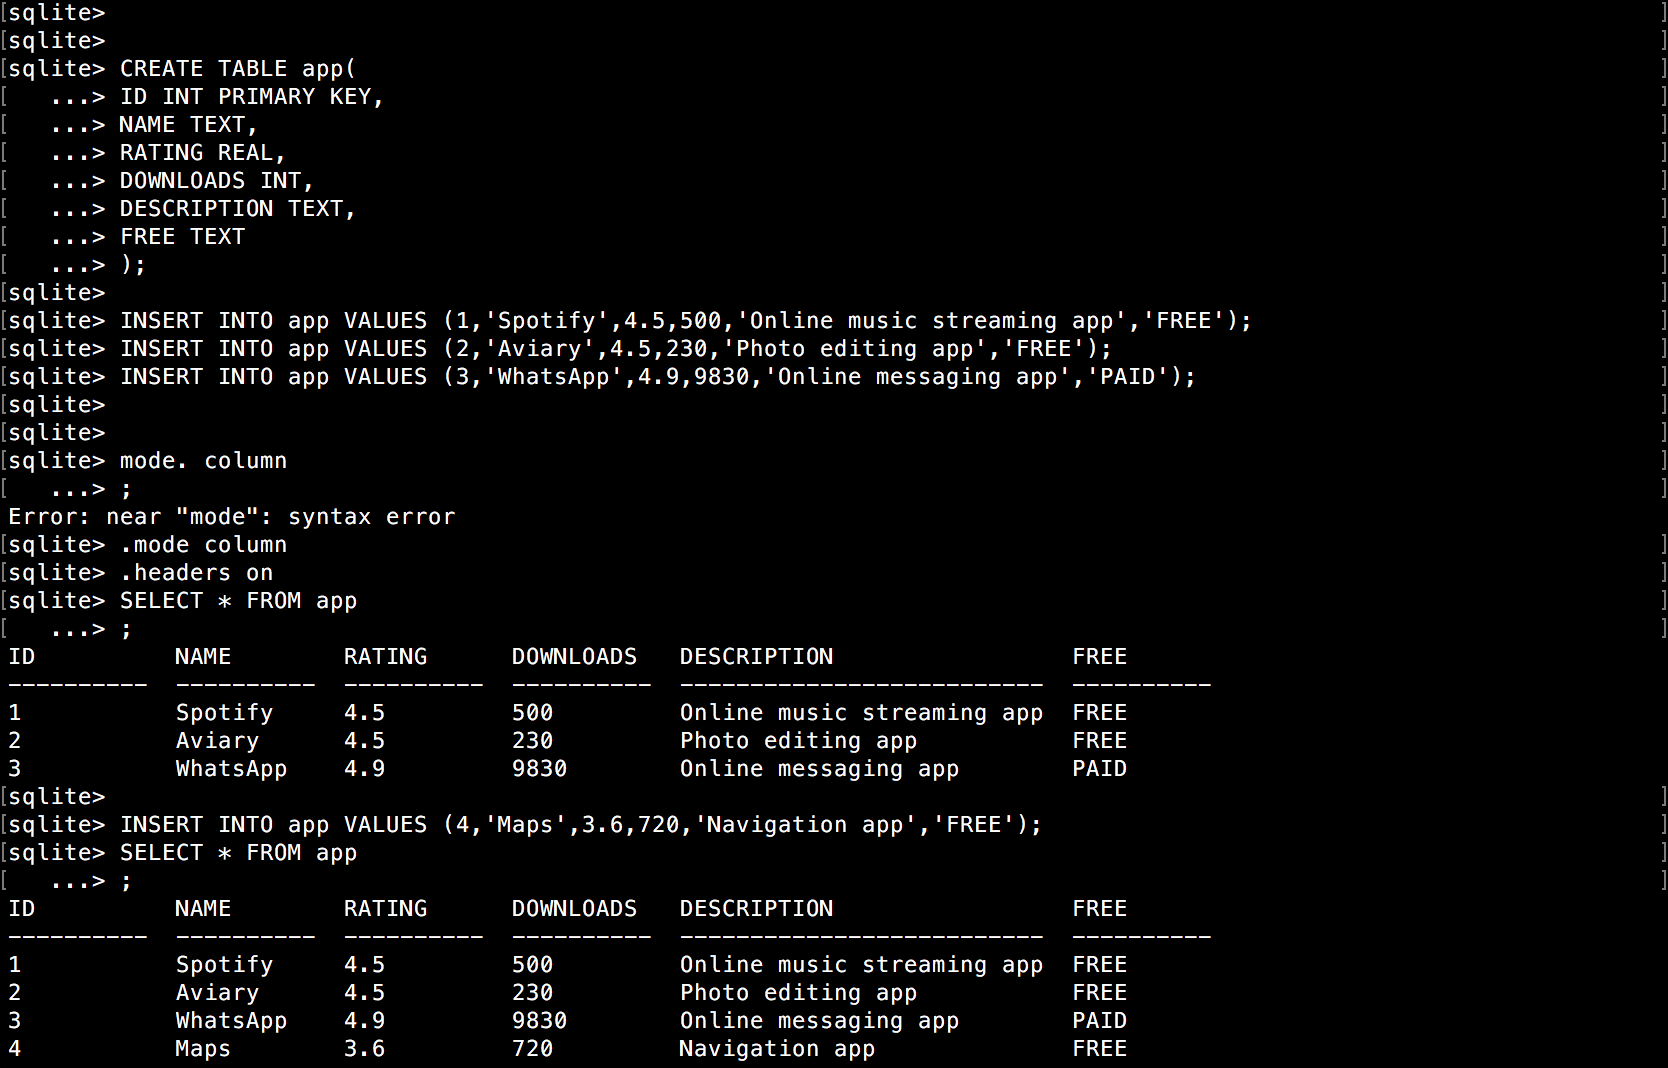 [sqlite> ]
[sqlite> ]
[sqlite> CREATE TABLE app( ]
[   ...> ID INT PRIMARY KEY, ]
[   ...> NAME TEXT, ]
[   ...> RATING REAL, ]
[   ...> DOWNLOADS INT, ]
[   ...> DESCRIPTION TEXT, ]
[   ...> FREE TEXT ]
[   ...> ); ]
[sqlite> ]
[sqlite> INSERT INTO app VALUES (1,'Spotify',4.5,500,'Online music streaming app','FREE'); ]
[sqlite> INSERT INTO app VALUES (2,'Aviary',4.5,230,'Photo editing app','FREE'); ]
[sqlite> INSERT INTO app VALUES (3,'WhatsApp',4.9,9830,'Online messaging app','PAID'); ]
[sqlite> ]
[sqlite> ]
[sqlite> mode. column ]
[   ...> ; ]
Error: near "mode": syntax error
[sqlite> .mode column ]
[sqlite> .headers on ]
[sqlite> SELECT * FROM app ]
[   ...> ; ]
ID          NAME        RATING      DOWNLOADS   DESCRIPTION                 FREE
----------  ----------  ----------  ----------  --------------------------  ----------
1           Spotify     4.5         500         Online music streaming app  FREE
2           Aviary      4.5         230         Photo editing app           FREE
3           WhatsApp    4.9         9830        Online messaging app        PAID
[sqlite> ]
[sqlite> INSERT INTO app VALUES (4,'Maps',3.6,720,'Navigation app','FREE'); ]
[sqlite> SELECT * FROM app ]
[   ...> ; ]
ID          NAME        RATING      DOWNLOADS   DESCRIPTION                 FREE
----------  ----------  ----------  ----------  --------------------------  ----------
1           Spotify     4.5         500         Online music streaming app  FREE
2           Aviary      4.5         230         Photo editing app           FREE
3           WhatsApp    4.9         9830        Online messaging app        PAID
4           Maps        3.6         720         Navigation app              FREE